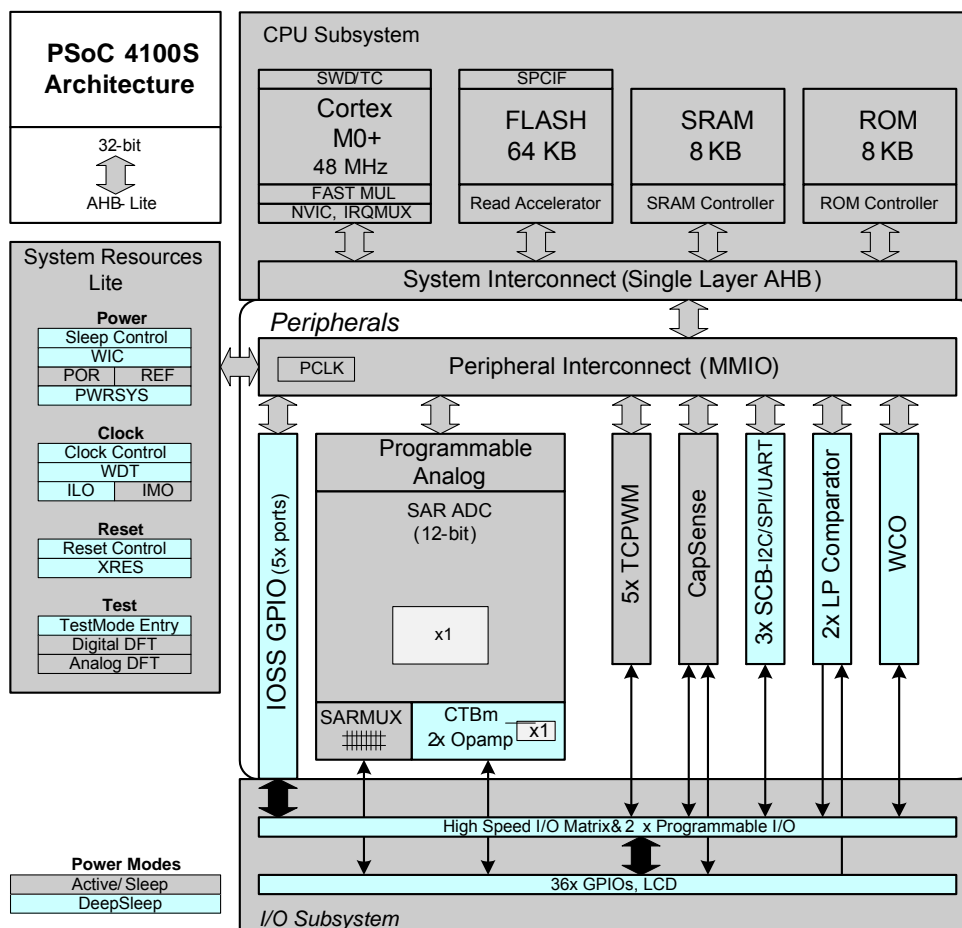 PSoC 4100S
Architecture
32-bit
AHB- Lite
CPU Subsystem
SWD/TC
Cortex
M0+
48 MHz
FAST MUL
NVIC, IRQMUX
SPCIF
FLASH
64 KB
Read Accelerator
SRAM
8 KB
SRAM Controller
ROM
8 KB
ROM Controller
System Interconnect (Single Layer AHB)
System Resources
Lite
Power
Sleep Control
WIC
POR REF
PWRSYS
Clock
Clock Control
WDT
ILO IMO
Reset
Reset Control
XRES
Test
TestMode Entry
Digital DFT
Analog DFT
Peripherals
PCLK
Peripheral Interconnect (MMIO)
IOSS GPIO (5x ports)
Programmable
Analog
SAR ADC
(12-bit)
x1
SARMUX
CTBm
2x Opamp
x1
5x TCPWM
CapSense
3x SCB-I2C/SPI/UART
2x LP Comparator
WCO
High Speed I/O Matrix& 2 x Programmable I/O
36x GPIOs, LCD
I/O Subsystem
Power Modes
Active/ Sleep
DeepSleep